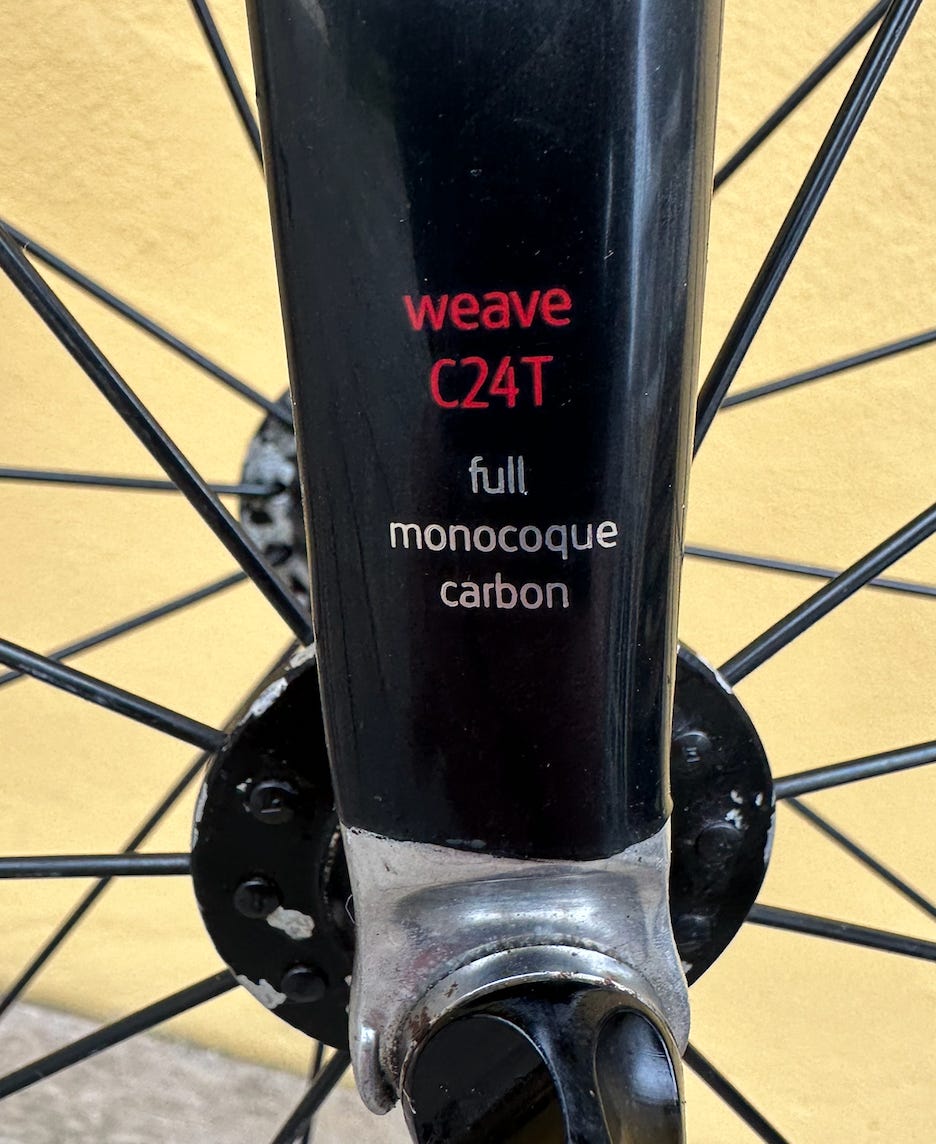 weave
C24T
full
monocoque
carbon